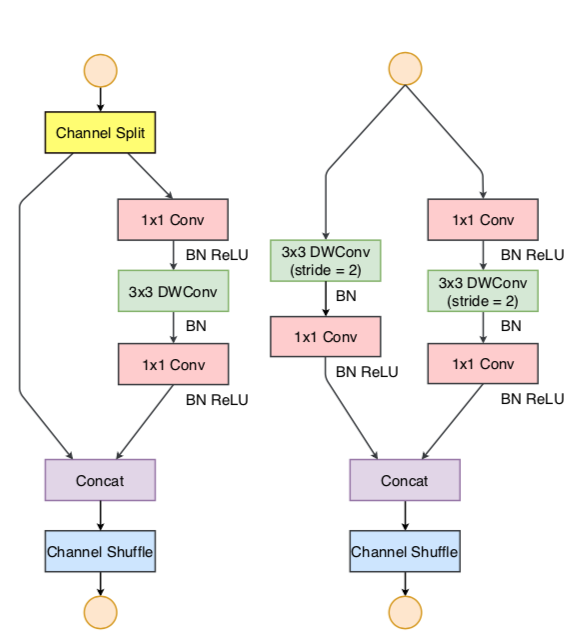 Channel Split
1x1 Conv
BN ReLU
3x3 DWConv
BN
1x1 Conv
BN ReLU
Concat
Channel Shuffle
3x3 DWConv
(stride = 2)
BN
1x1 Conv
BN ReLU
1x1 Conv
BN ReLU
3x3 DWConv
(stride = 2)
BN
1x1 Conv
BN ReLU
Concat
Channel Shuffle